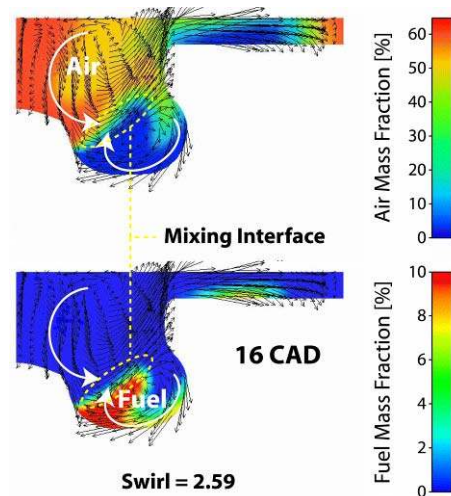 Air
60
50
40
30
20
10
0
Air Mass Fraction [%]
Mixing Interface
Fuel
16 CAD
Swirl = 2.59
10
8
6
4
2
0
Fuel Mass Fraction [%]